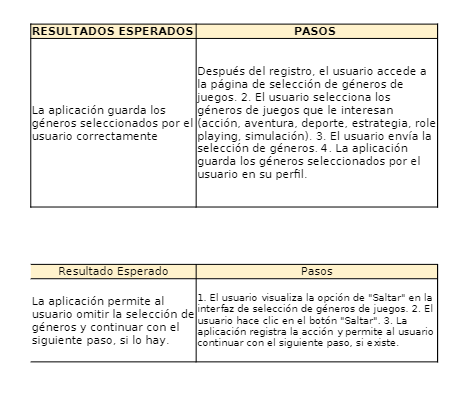 RESULTADOS ESPERADOS
PASOS
La aplicación guarda los
géneros seleccionados por el
usuario correctamente
Después del registro, el usuario accede a
la página de selección de géneros de
juegos. 2. El usuario selecciona los
géneros de juegos que le interesan
(acción, aventura, deporte, estrategia, role
playing, simulación). 3. El usuario envía la
selección de géneros. 4. La aplicación
guarda los géneros seleccionados por el
usuario en su perfil.
Resultado Esperado
Pasos
La aplicación permite al
usuario omitir la selección de
géneros y continuar con el
siguiente paso, si lo hay.
1. El usuario visualiza la opción de "Saltar" en la
interfaz de selección de géneros de juegos. 2. El
usuario hace clic en el botón "Saltar". 3. La
aplicación registra la acción y permite al usuario
continuar con el siguiente paso, si existe.